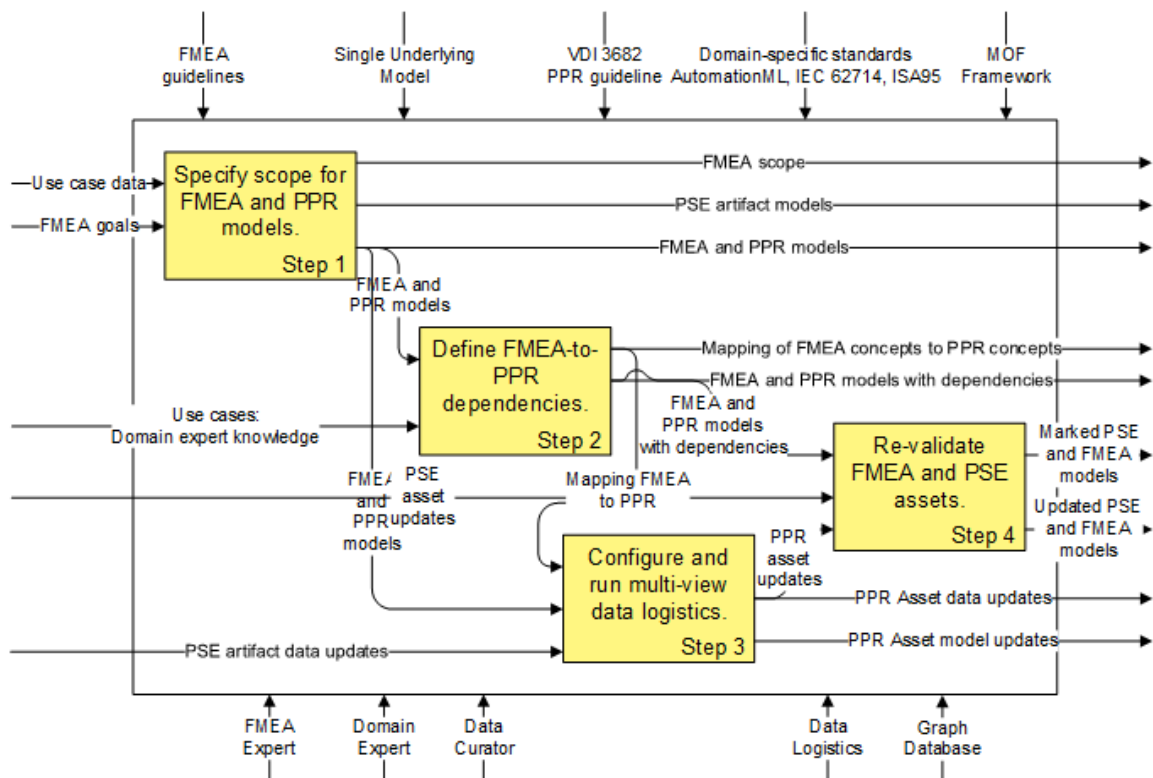 FMEA
guidelines
Single Underlying
Model
VDI 3682
PPR guideline
Domain-specific standards
AutomationML, IEC 62714, ISA95
MOF
Framework
Use case data
FMEA goals
Specify scope for
FMEA and PPR
models.
Step 1
FMEA scope
PSE artifact models
FMEA and PPR models
FMEA and
PPR models
Define FMEA-to-
PPR
dependencies.
Step 2
Mapping of FMEA concepts to PPR concepts
FMEA and PPR models with dependencies
FMEA and
PPR models
with dependencies
Use cases:
Domain expert knowledge
Re-validate
FMEA and PSE
assets.
Step 4
Marked PSE
and FMEA
models
Updated PSE
and FMEA
models
FMEA
and
PPR
models
PSE
asset
updates
Mapping FMEA
to PPR
Configure and
run multi-view
data logistics.
Step 3
PPR
asset
updates
PPR Asset data updates
PPR Asset model updates
PSE artifact data updates
FMEA
Expert
Domain
Expert
Data
Curator
Data
Logistics
Graph
Database